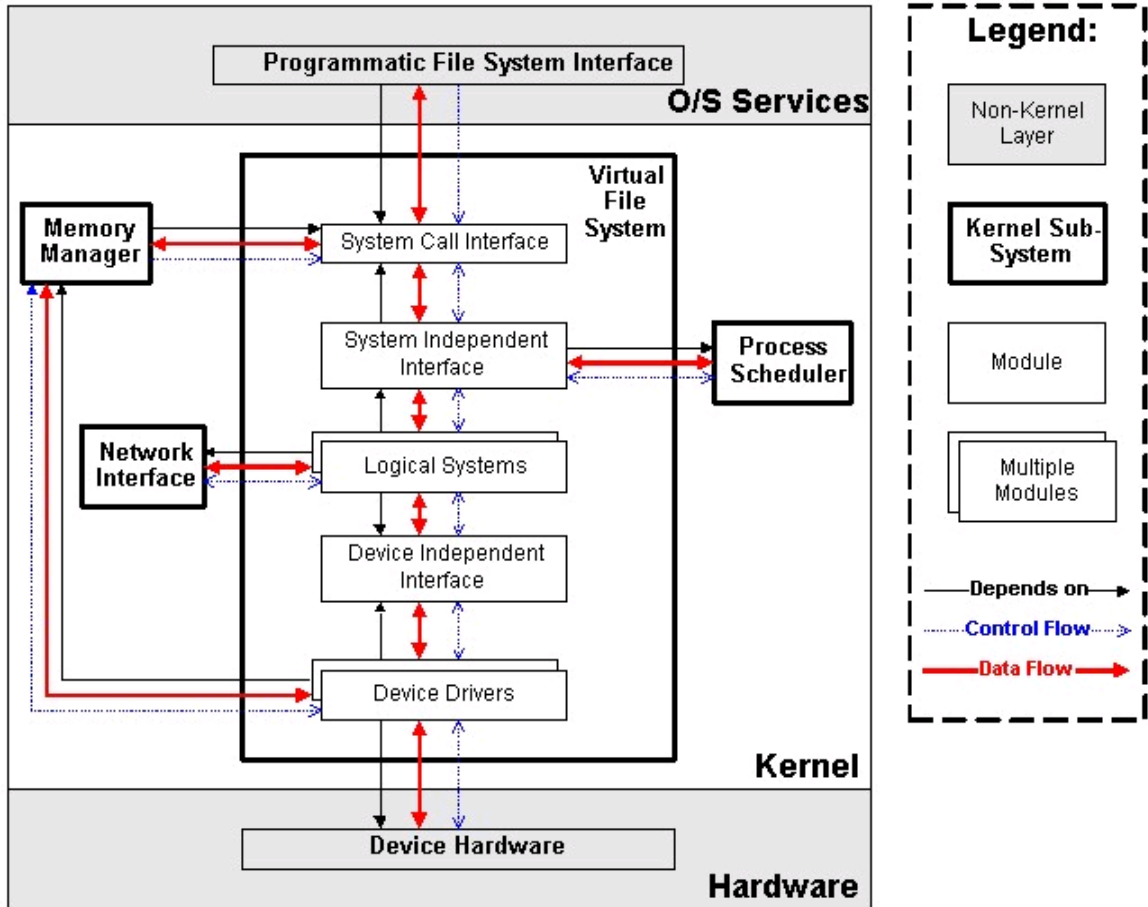 Programmatic File System Interface
O/S Services
Virtual
File
System
Memory
Manager
System Call Interface
System Independent
Interface
Process
Scheduler
Network
Interface
Logical Systems
Device Independent
Interface
Device Drivers
Kernel
Device Hardware
Hardware
Legend:
Non-Kernel
Layer
Kernel Sub-
System
Module
Multiple
Modules
Depends on
Control Flow
Data Flow